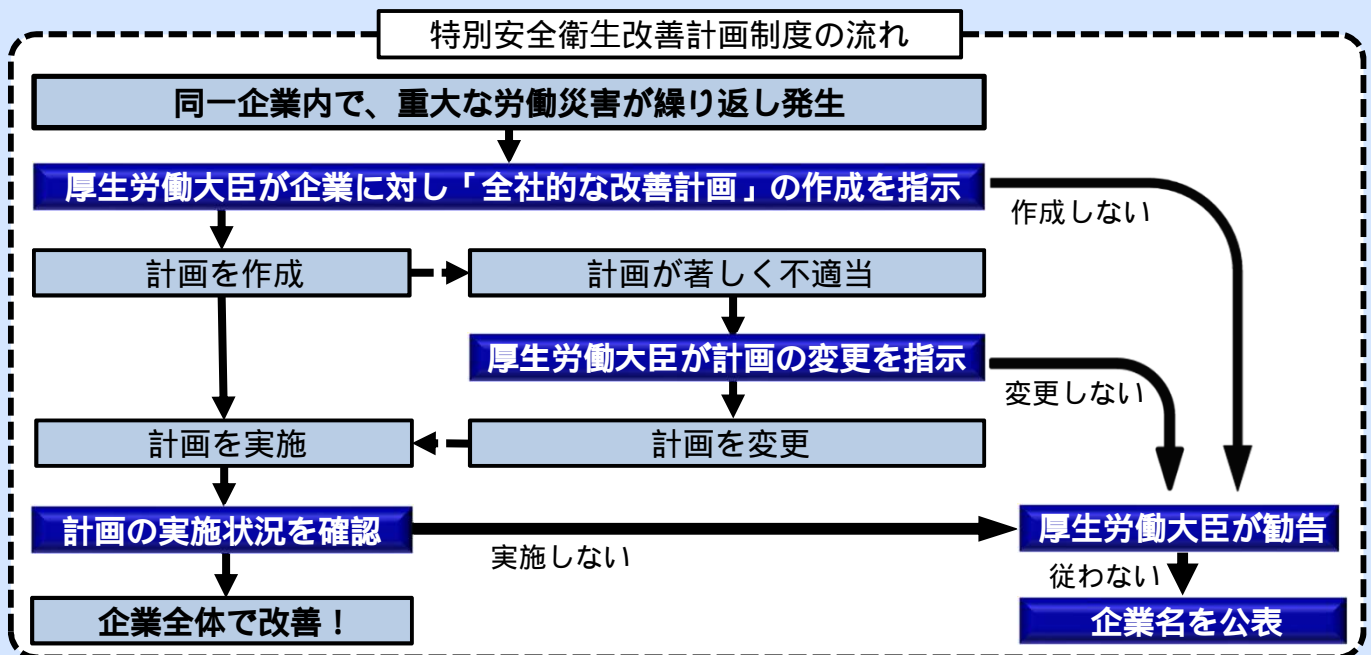 特別安全衛生改善計画制度の流れ
同一企業内で、重大な労働災害が繰り返し発生
厚生労働大臣が企業に対し「全社的な改善計画」の作成を指示
作成しない
計画を作成
計画が著しく不適当
厚生労働大臣が計画の変更を指示
変更しない
計画を実施
計画を変更
計画の実施状況を確認
実施しない
厚生労働大臣が勧告
従わない
企業全体で改善！
企業名を公表